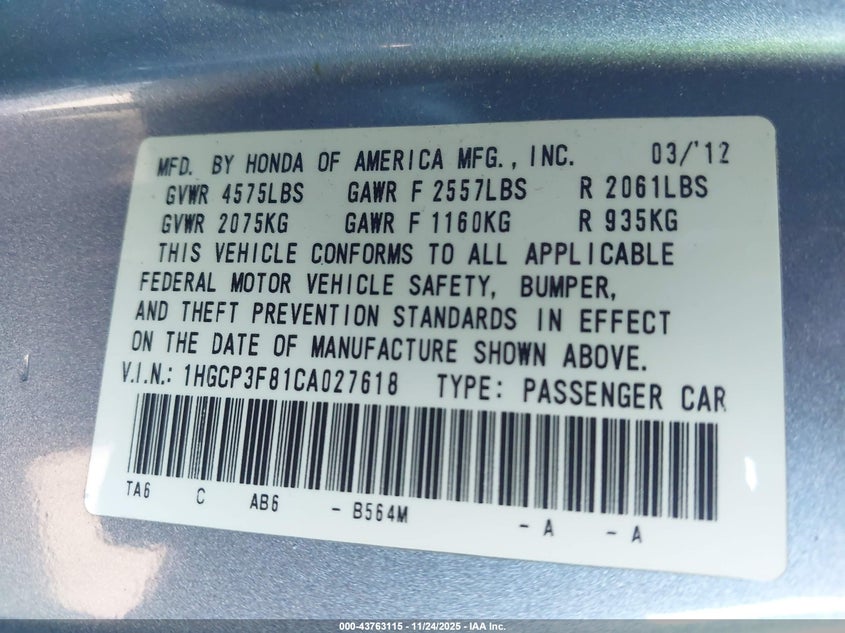 MFD. BY HONDA OF AMERICA MFG., INC. 03/'12
GVWR 4575LBS GAWR F 2557LBS R 2061LBS
GVWR 2075KG GAWR F 1160KG R 935KG
THIS VEHICLE CONFORMS TO ALL APPLICABLE
FEDERAL MOTOR VEHICLE SAFETY, BUMPER,
AND THEFT PREVENTION STANDARDS IN EFFECT
ON THE DATE OF MANUFACTURE SHOWN ABOVE.
V.I.N.: 1HGCP3F81CA027618 TYPE: PASSENGER CAR
TA6 C AB6 - B564M - A - A
000-43763115 - 11/24/2025 - IAA Inc.